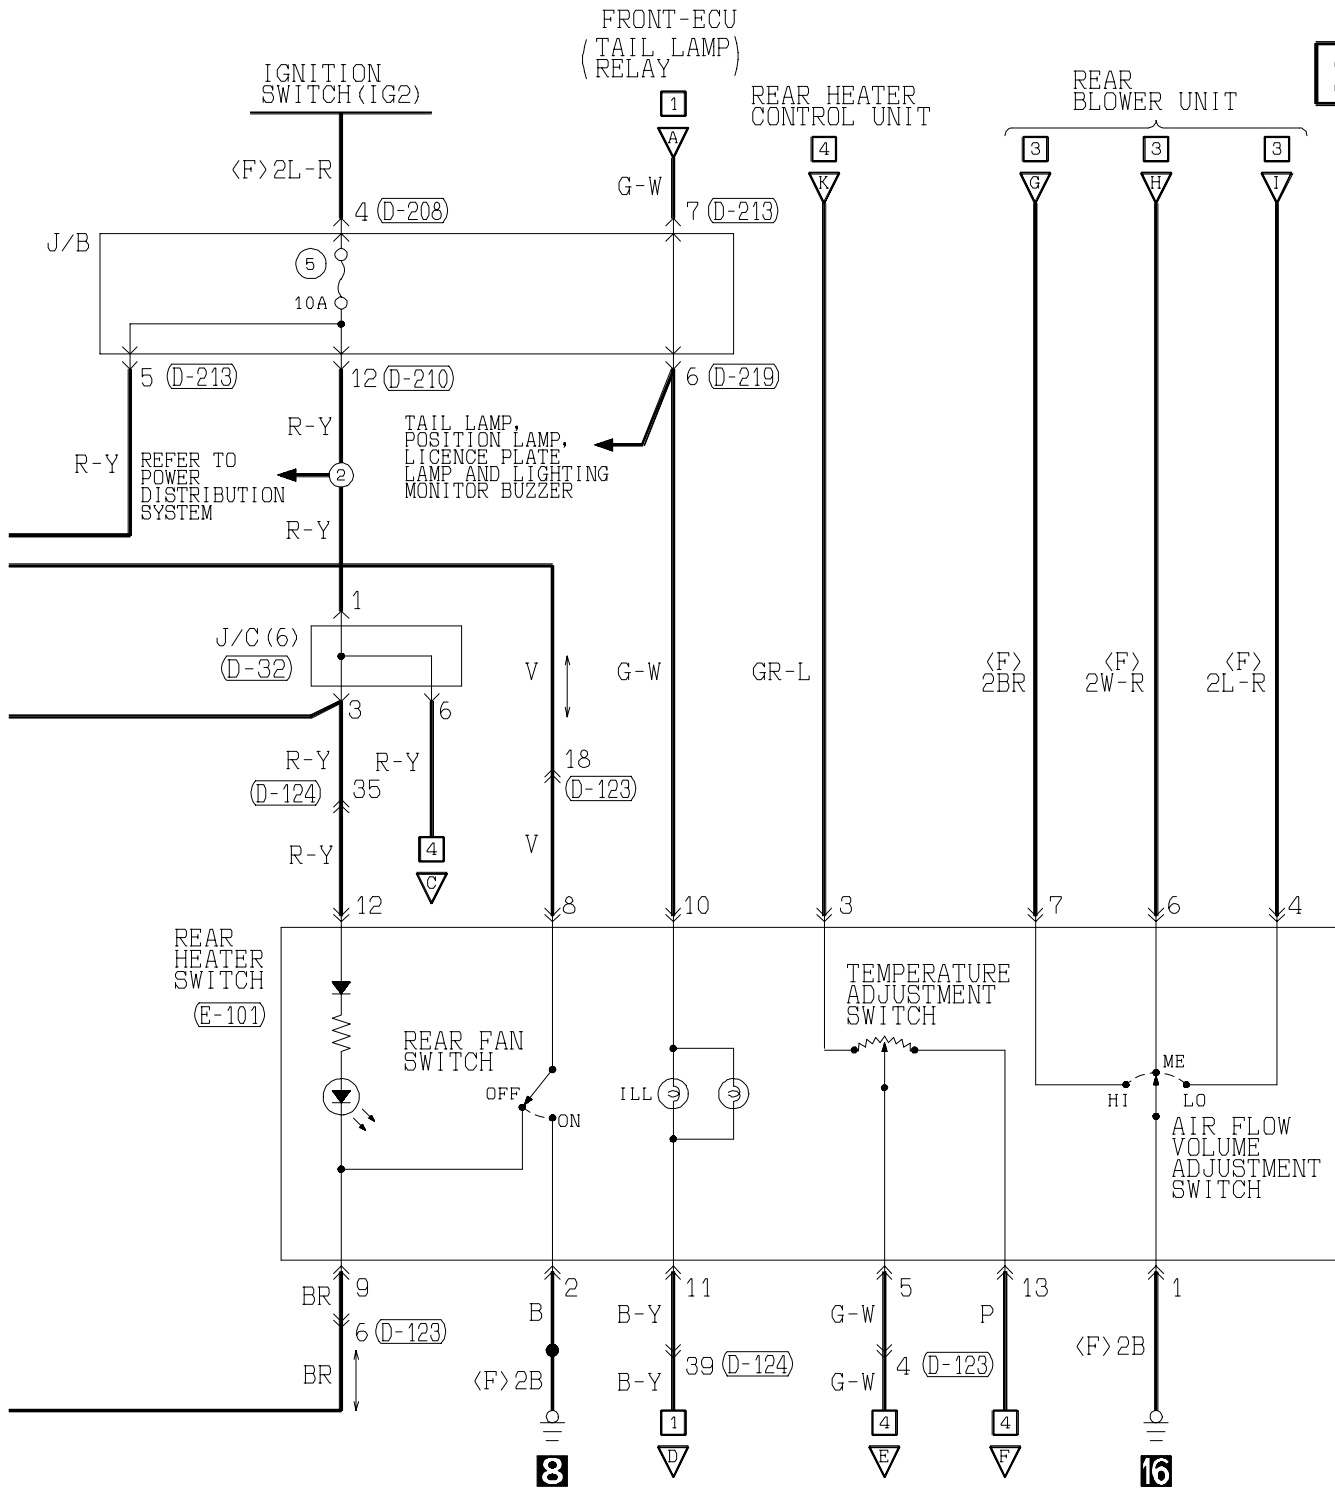 FRONT-ECU
(TAIL LAMP)
RELAY
IGNITION
SWITCH(IG2)
1
A
REAR HEATER
CONTROL UNIT
4
K
REAR
BLOWER UNIT
3
G
3
H
3
I
<F>2L-R
G-W
4 (D-208)
7 (D-213)
J/B
5
10A
5 (D-213)
12 (D-210)
6 (D-219)
R-Y
R-Y
REFER TO
POWER
DISTRIBUTION
SYSTEM
2
TAIL LAMP,
POSITION LAMP,
LICENCE PLATE
LAMP AND LIGHTING
MONITOR BUZZER
R-Y
1
J/C(6)
(D-32)
V
G-W
GR-L
<F>
2BR
<F>
2W-R
<F>
2L-R
3
6
R-Y
R-Y
(D-124)
35
18
(D-123)
R-Y
4
C
V
12
8
10
3
7
6
4
REAR
HEATER
SWITCH
(E-101)
REAR FAN
SWITCH
OFF
ON
ILL
TEMPERATURE
ADJUSTMENT
SWITCH
ME
HI
LO
AIR FLOW
VOLUME
ADJUSTMENT
SWITCH
9
2
11
5
13
1
BR
B
B-Y
G-W
P
<F>2B
6 (D-123)
39 (D-124)
4 (D-123)
BR
<F>2B
B-Y
G-W
1
D
4
E
4
F
8
16